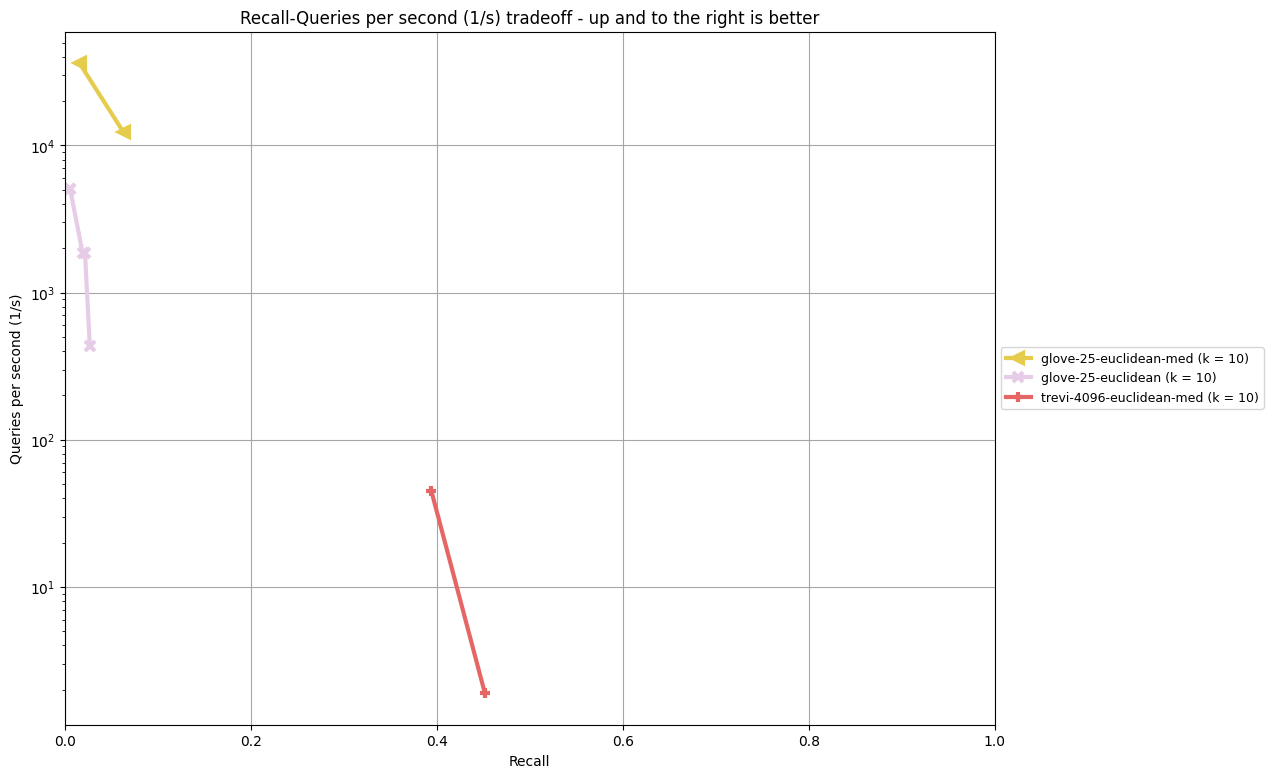 Recall-Queries per second (1/s) tradeoff - up and to the right is better
Queries per second (1/s)
10⁴
10³
10²
10¹
0.0 0.2 0.4 0.6 0.8 1.0
Recall
glove-25-euclidean-med (k = 10)
glove-25-euclidean (k = 10)
trevi-4096-euclidean-med (k = 10)